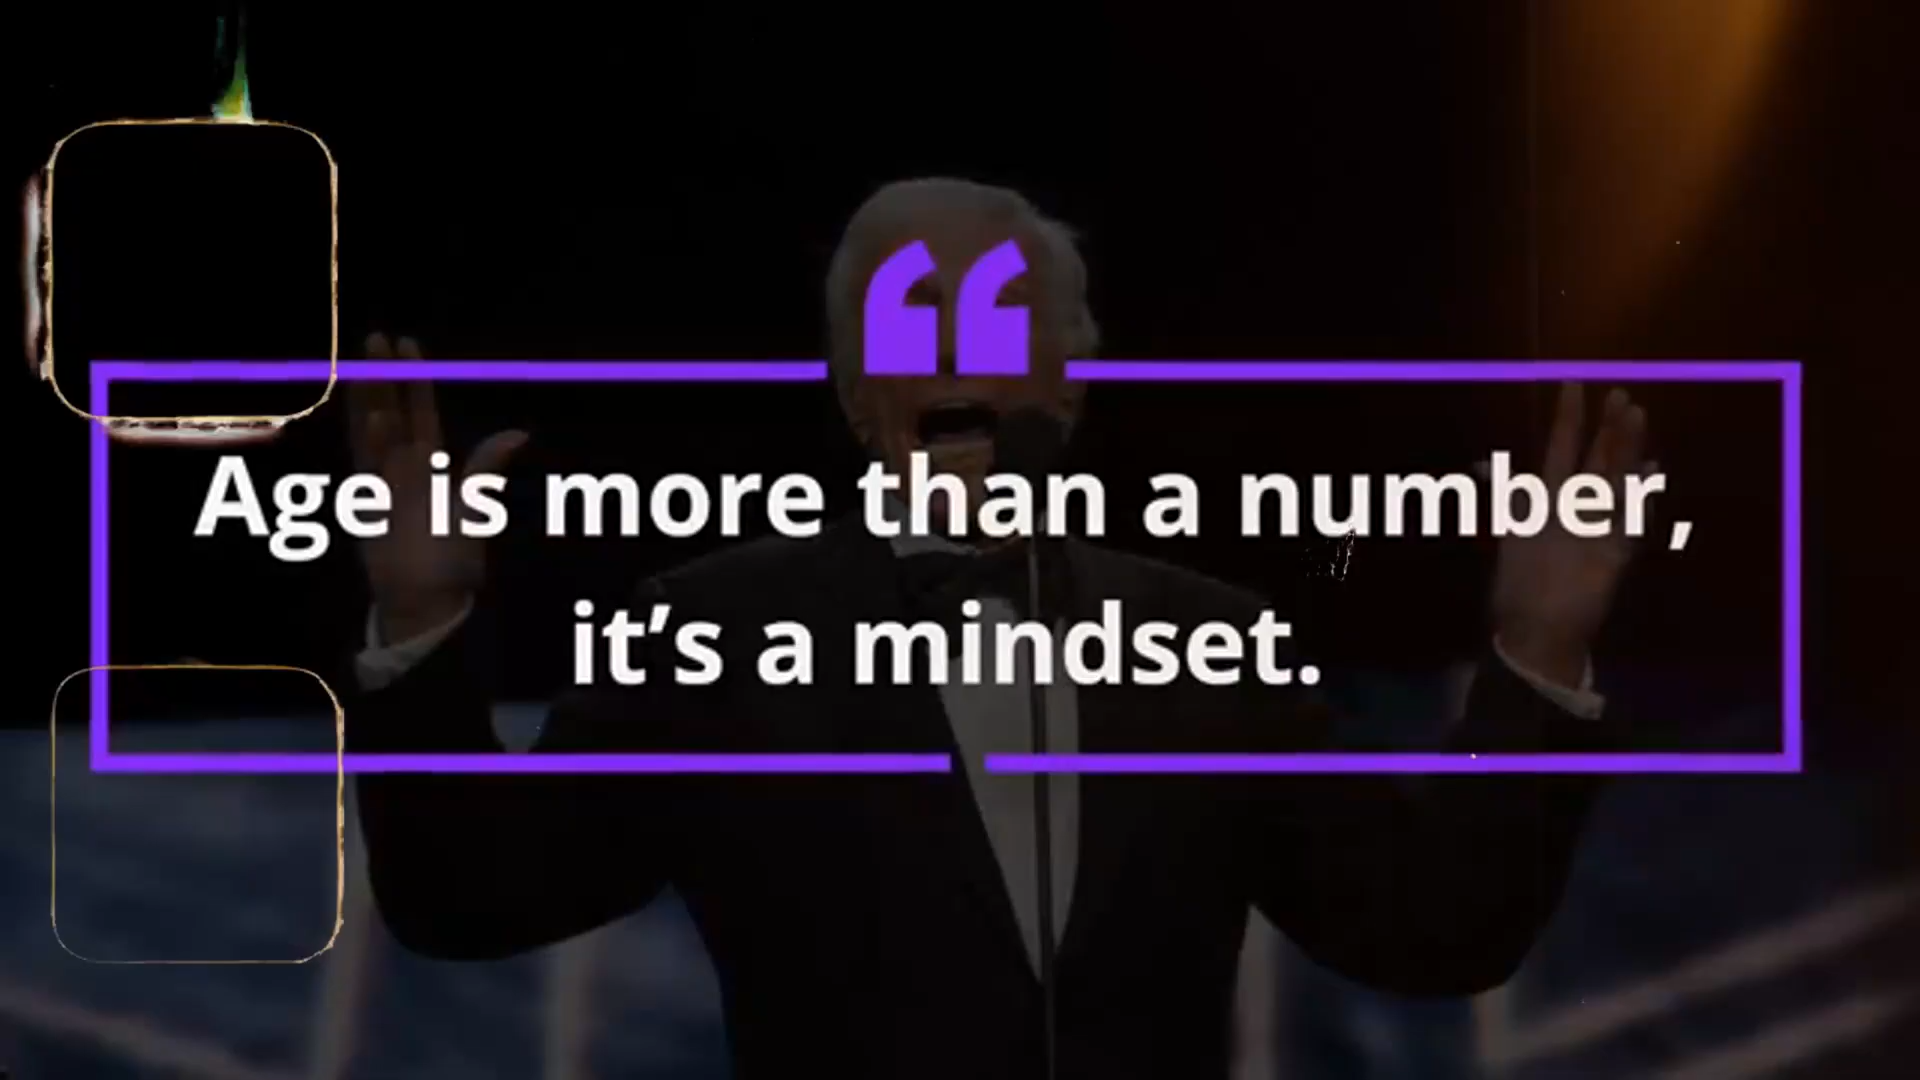 “
Age is more than a number,
it’s a mindset.